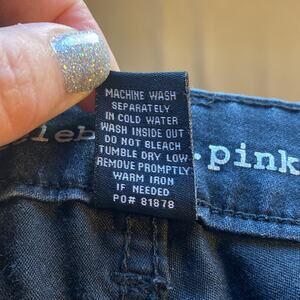 MACHINE WASH
SEPARATELY
IN COLD WATER
WASH INSIDE OUT
DO NOT BLEACH
TUMBLE DRY LOW
REMOVE PROMPTLY
WARM IRON
IF NEEDED
PO# 81878
.pink